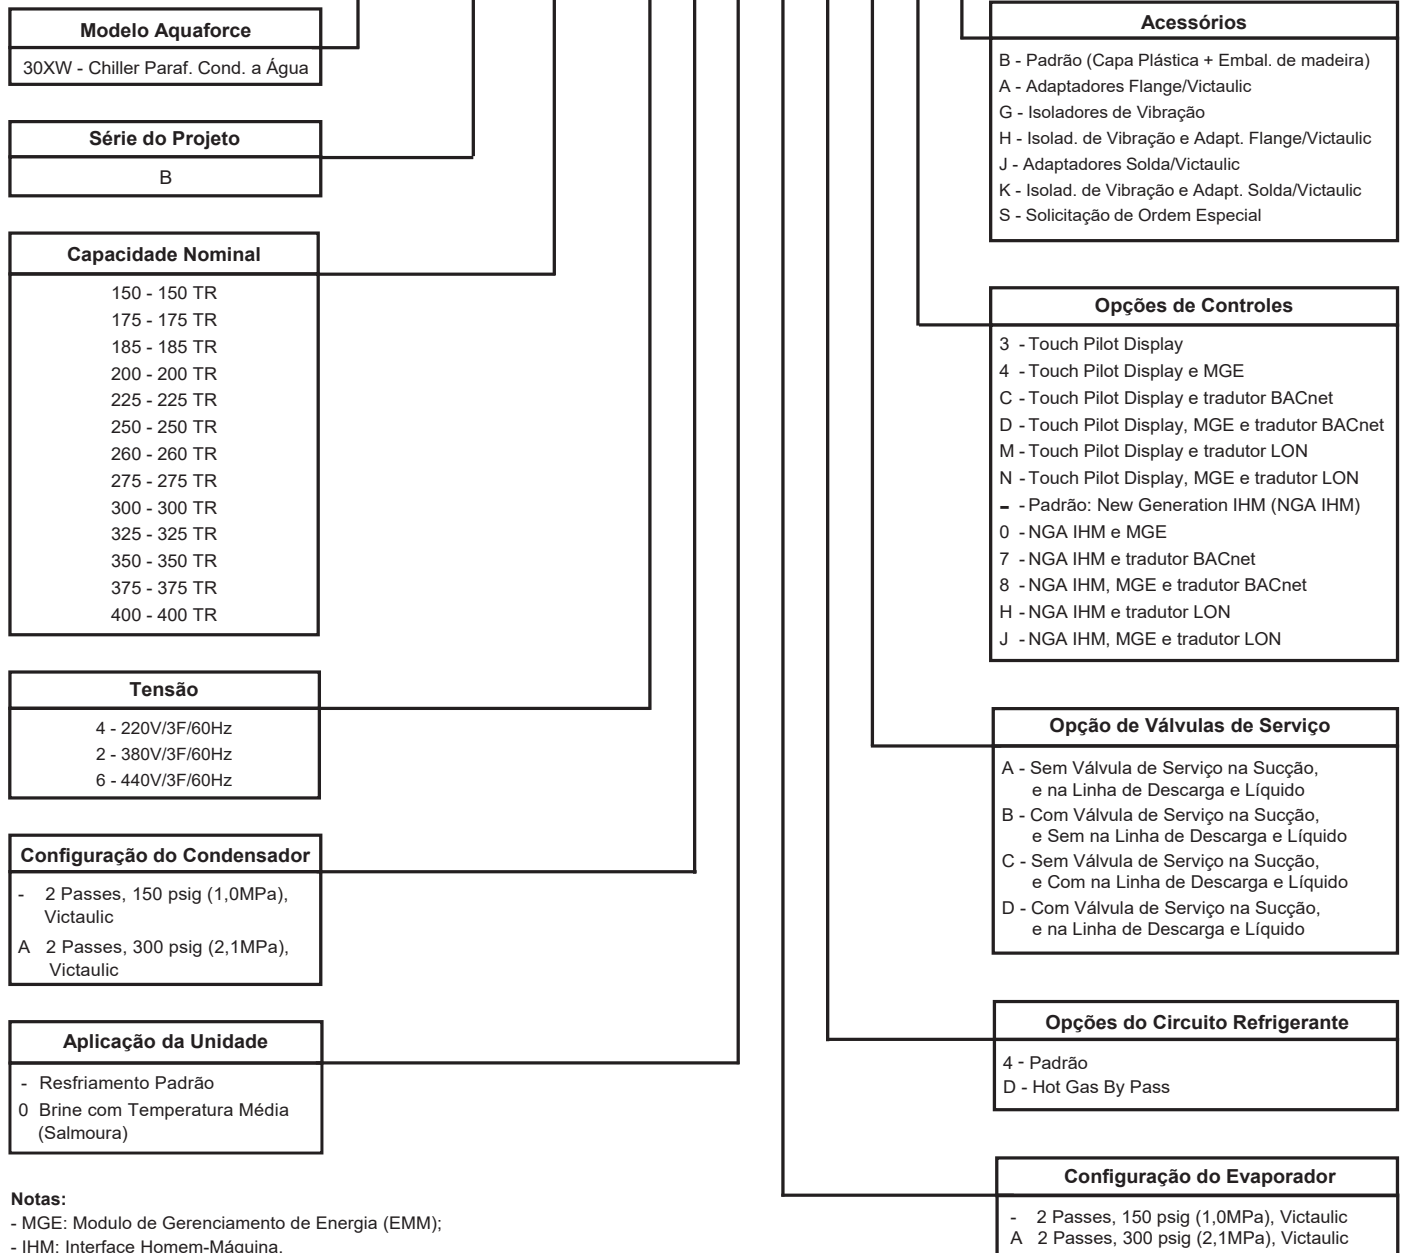 Modelo Aquaforce
30XW - Chiller Paraf. Cond. a Água
Série do Projeto
B
Capacidade Nominal
150 - 150 TR
175 - 175 TR
185 - 185 TR
200 - 200 TR
225 - 225 TR
250 - 250 TR
260 - 260 TR
275 - 275 TR
300 - 300 TR
325 - 325 TR
350 - 350 TR
375 - 375 TR
400 - 400 TR
Tensão
4 - 220V/3F/60Hz
2 - 380V/3F/60Hz
6 - 440V/3F/60Hz
Configuração do Condensador
- 2 Passes, 150 psig (1,0MPa),
Victaulic
A 2 Passes, 300 psig (2,1MPa),
Victaulic
Aplicação da Unidade
- Resfriamento Padrão
0 Brine com Temperatura Média
(Salmoura)
Notas:
- MGE: Modulo de Gerenciamento de Energia (EMM);
- IHM: Interface Homem-Máquina.
Acessórios
B - Padrão (Capa Plástica + Embal. de madeira)
A - Adaptadores Flange/Victaulic
G - Isoladores de Vibração
H - Isolad. de Vibração e Adapt. Flange/Victaulic
J - Adaptadores Solda/Victaulic
K - Isolad. de Vibração e Adapt. Solda/Victaulic
S - Solicitação de Ordem Especial
Opções de Controles
3 - Touch Pilot Display
4 - Touch Pilot Display e MGE
C - Touch Pilot Display e tradutor BACnet
D - Touch Pilot Display, MGE e tradutor BACnet
M - Touch Pilot Display e tradutor LON
N - Touch Pilot Display, MGE e tradutor LON
- - Padrão: New Generation IHM (NGA IHM)
0 - NGA IHM e MGE
7 - NGA IHM e tradutor BACnet
8 - NGA IHM, MGE e tradutor BACnet
H - NGA IHM e tradutor LON
J - NGA IHM, MGE e tradutor LON
Opção de Válvulas de Serviço
A - Sem Válvula de Serviço na Sucção,
e na Linha de Descarga e Líquido
B - Com Válvula de Serviço na Sucção,
e Sem na Linha de Descarga e Líquido
C - Sem Válvula de Serviço na Sucção,
e Com na Linha de Descarga e Líquido
D - Com Válvula de Serviço na Sucção,
e na Linha de Descarga e Líquido
Opções do Circuito Refrigerante
4 - Padrão
D - Hot Gas By Pass
Configuração do Evaporador
- 2 Passes, 150 psig (1,0MPa), Victaulic
A 2 Passes, 300 psig (2,1MPa), Victaulic